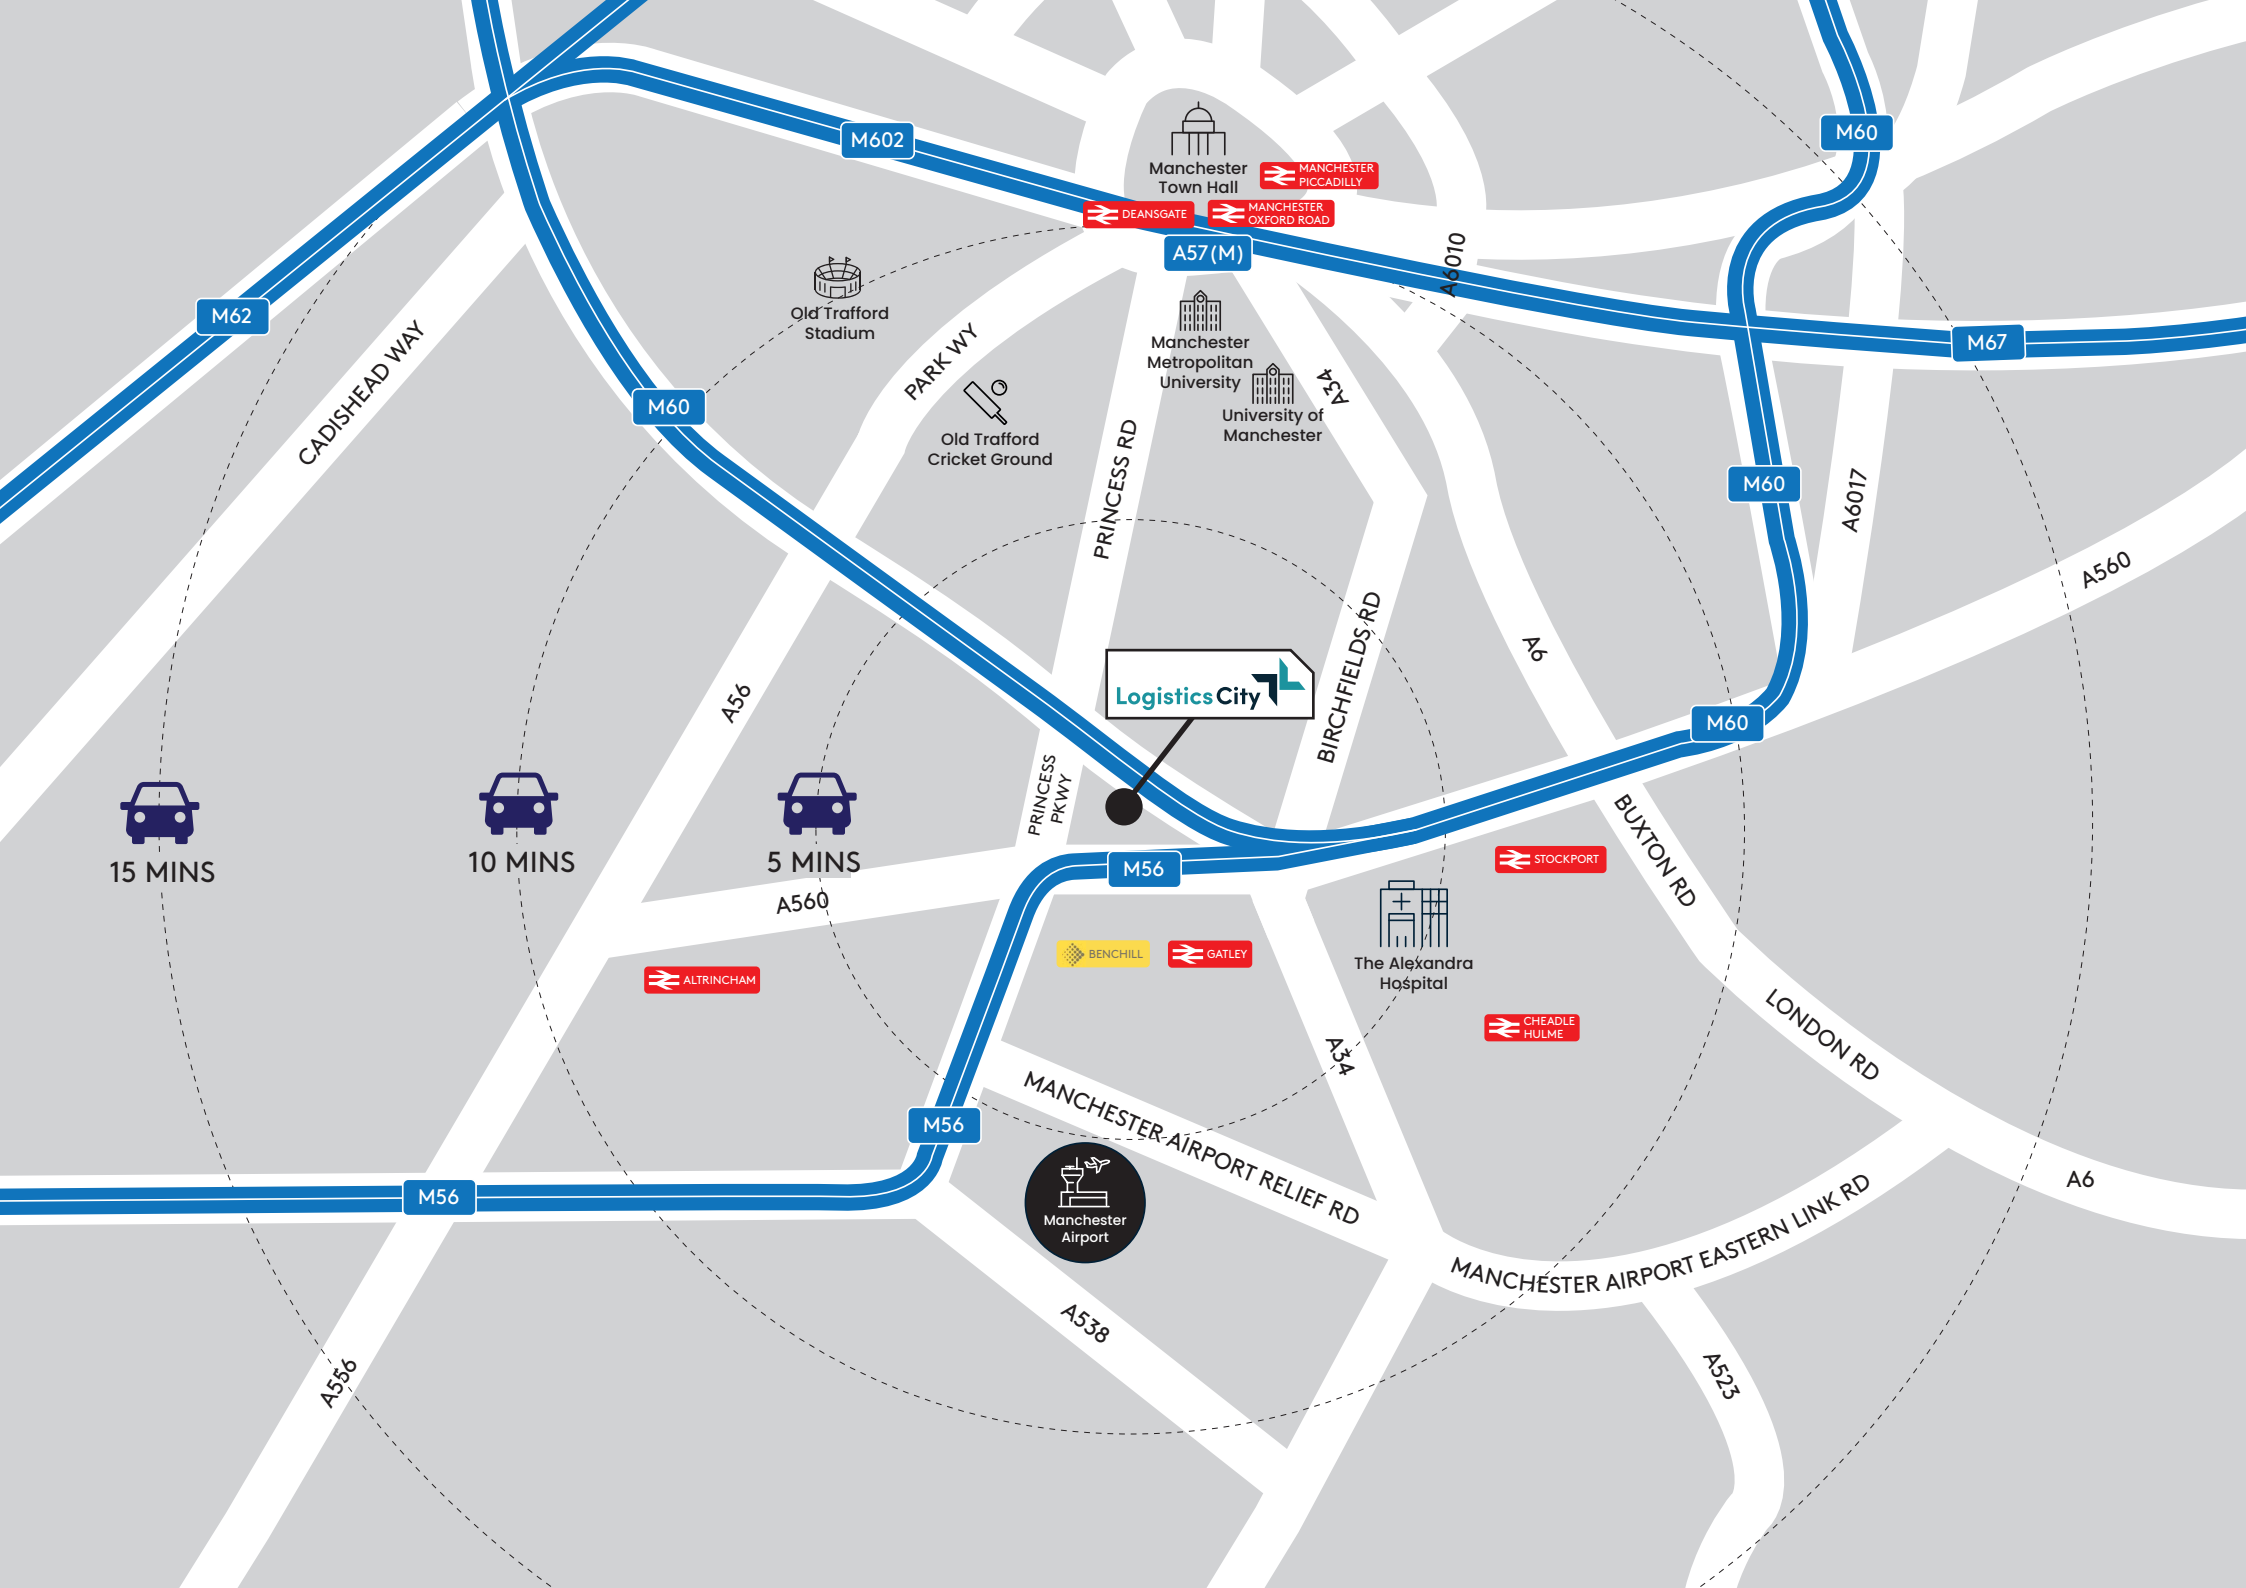 M602
M60
Manchester
Town Hall
MANCHESTER
PICCADILLY
DEANSGATE
MANCHESTER
OXFORD ROAD
A57(M)
A6010
M62
CADISHEAD WAY
Old Trafford
Stadium
PARK WY
Manchester
Metropolitan
University
M67
A34
University of
Manchester
M60
Old Trafford
Cricket Ground
PRINCESS RD
M60
A6017
A560
BIRCHFIELDS RD
A6
A56
Logistics City
M60
PRINCESS
PKWY
15 MINS
10 MINS
5 MINS
M56
BUXTON RD
STOCKPORT
A560
BENCHILL
GATLEY
The Alexandra
Hospital
ALTRINCHAM
CHEADLE
HULME
LONDON RD
A34
MANCHESTER AIRPORT RELIEF RD
M56
M56
Manchester
Airport
A6
MANCHESTER AIRPORT EASTERN LINK RD
A538
A556
A523